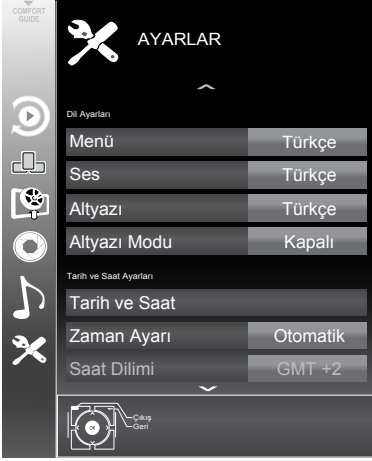 COMFORT
GUIDE
AYARLAR
Dil Ayarları
Menü Türkçe
Ses Türkçe
Altyazı Türkçe
Altyazı Modu Kapalı
Tarih ve Saat Ayarları
Tarih ve Saat
Zaman Ayarı Otomatik
Saat Dilimi GMT +2
Çıkış
Geri
OK